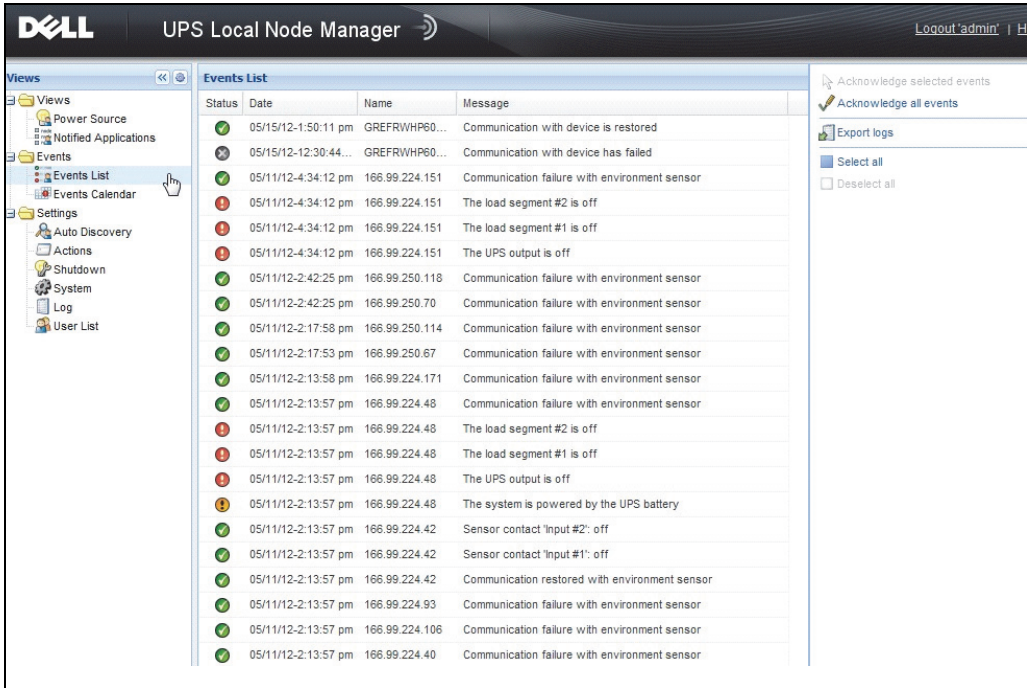 DELL
UPS Local Node Manager
Logout 'admin' | H
Views
Views
Power Source
Notified Applications
Events
Events List
Events Calendar
Settings
Auto Discovery
Actions
Shutdown
System
Log
User List
Events List
Status Date Name Message
05/15/12-1:50:11 pm GREFRWHP60... Communication with device is restored
05/15/12-12:30:44... GREFRWHP60... Communication with device has failed
05/11/12-4:34:12 pm 166.99.224.151 Communication failure with environment sensor
05/11/12-4:34:12 pm 166.99.224.151 The load segment #2 is off
05/11/12-4:34:12 pm 166.99.224.151 The load segment #1 is off
05/11/12-4:34:12 pm 166.99.224.151 The UPS output is off
05/11/12-2:42:25 pm 166.99.250.118 Communication failure with environment sensor
05/11/12-2:42:25 pm 166.99.250.70 Communication failure with environment sensor
05/11/12-2:17:58 pm 166.99.250.114 Communication failure with environment sensor
05/11/12-2:17:53 pm 166.99.250.67 Communication failure with environment sensor
05/11/12-2:13:58 pm 166.99.224.171 Communication failure with environment sensor
05/11/12-2:13:57 pm 166.99.224.48 Communication failure with environment sensor
05/11/12-2:13:57 pm 166.99.224.48 The load segment #2 is off
05/11/12-2:13:57 pm 166.99.224.48 The load segment #1 is off
05/11/12-2:13:57 pm 166.99.224.48 The UPS output is off
05/11/12-2:13:57 pm 166.99.224.48 The system is powered by the UPS battery
05/11/12-2:13:57 pm 166.99.224.42 Sensor contact 'Input #2': off
05/11/12-2:13:57 pm 166.99.224.42 Sensor contact 'Input #1': off
05/11/12-2:13:57 pm 166.99.224.42 Communication restored with environment sensor
05/11/12-2:13:57 pm 166.99.224.93 Communication failure with environment sensor
05/11/12-2:13:57 pm 166.99.224.106 Communication failure with environment sensor
05/11/12-2:13:57 pm 166.99.224.40 Communication failure with environment sensor
Acknowledge selected events
Acknowledge all events
Export logs
Select all
Deselect all